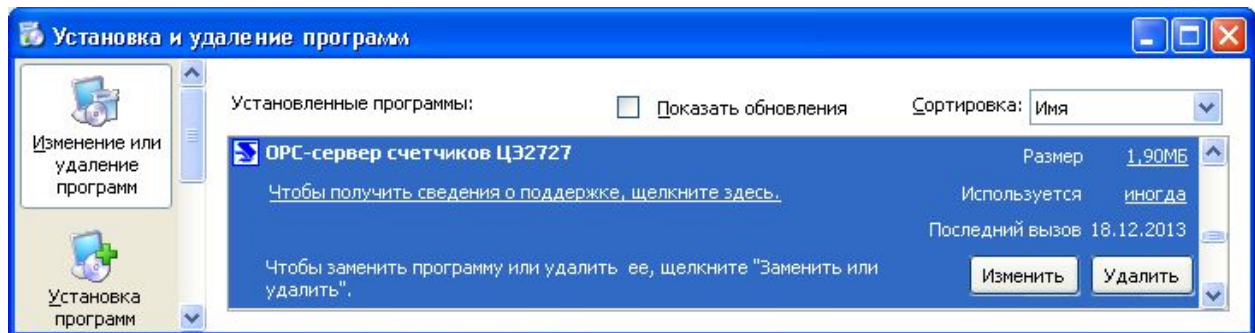 Установка и удаление программ
Изменение или
удаление
программ
Установка
программ
Установленные программы:
Показать обновления
Сортировка: Имя
OPC-сервер счетчиков ЦЭ2727
Размер 1,90МБ
Чтобы получить сведения о поддержке, щелкните здесь.
Используется иногда
Последний вызов 18.12.2013
Чтобы заменить программу или удалить ее, щелкните "Заменить или
удалить".
Изменить Удалить